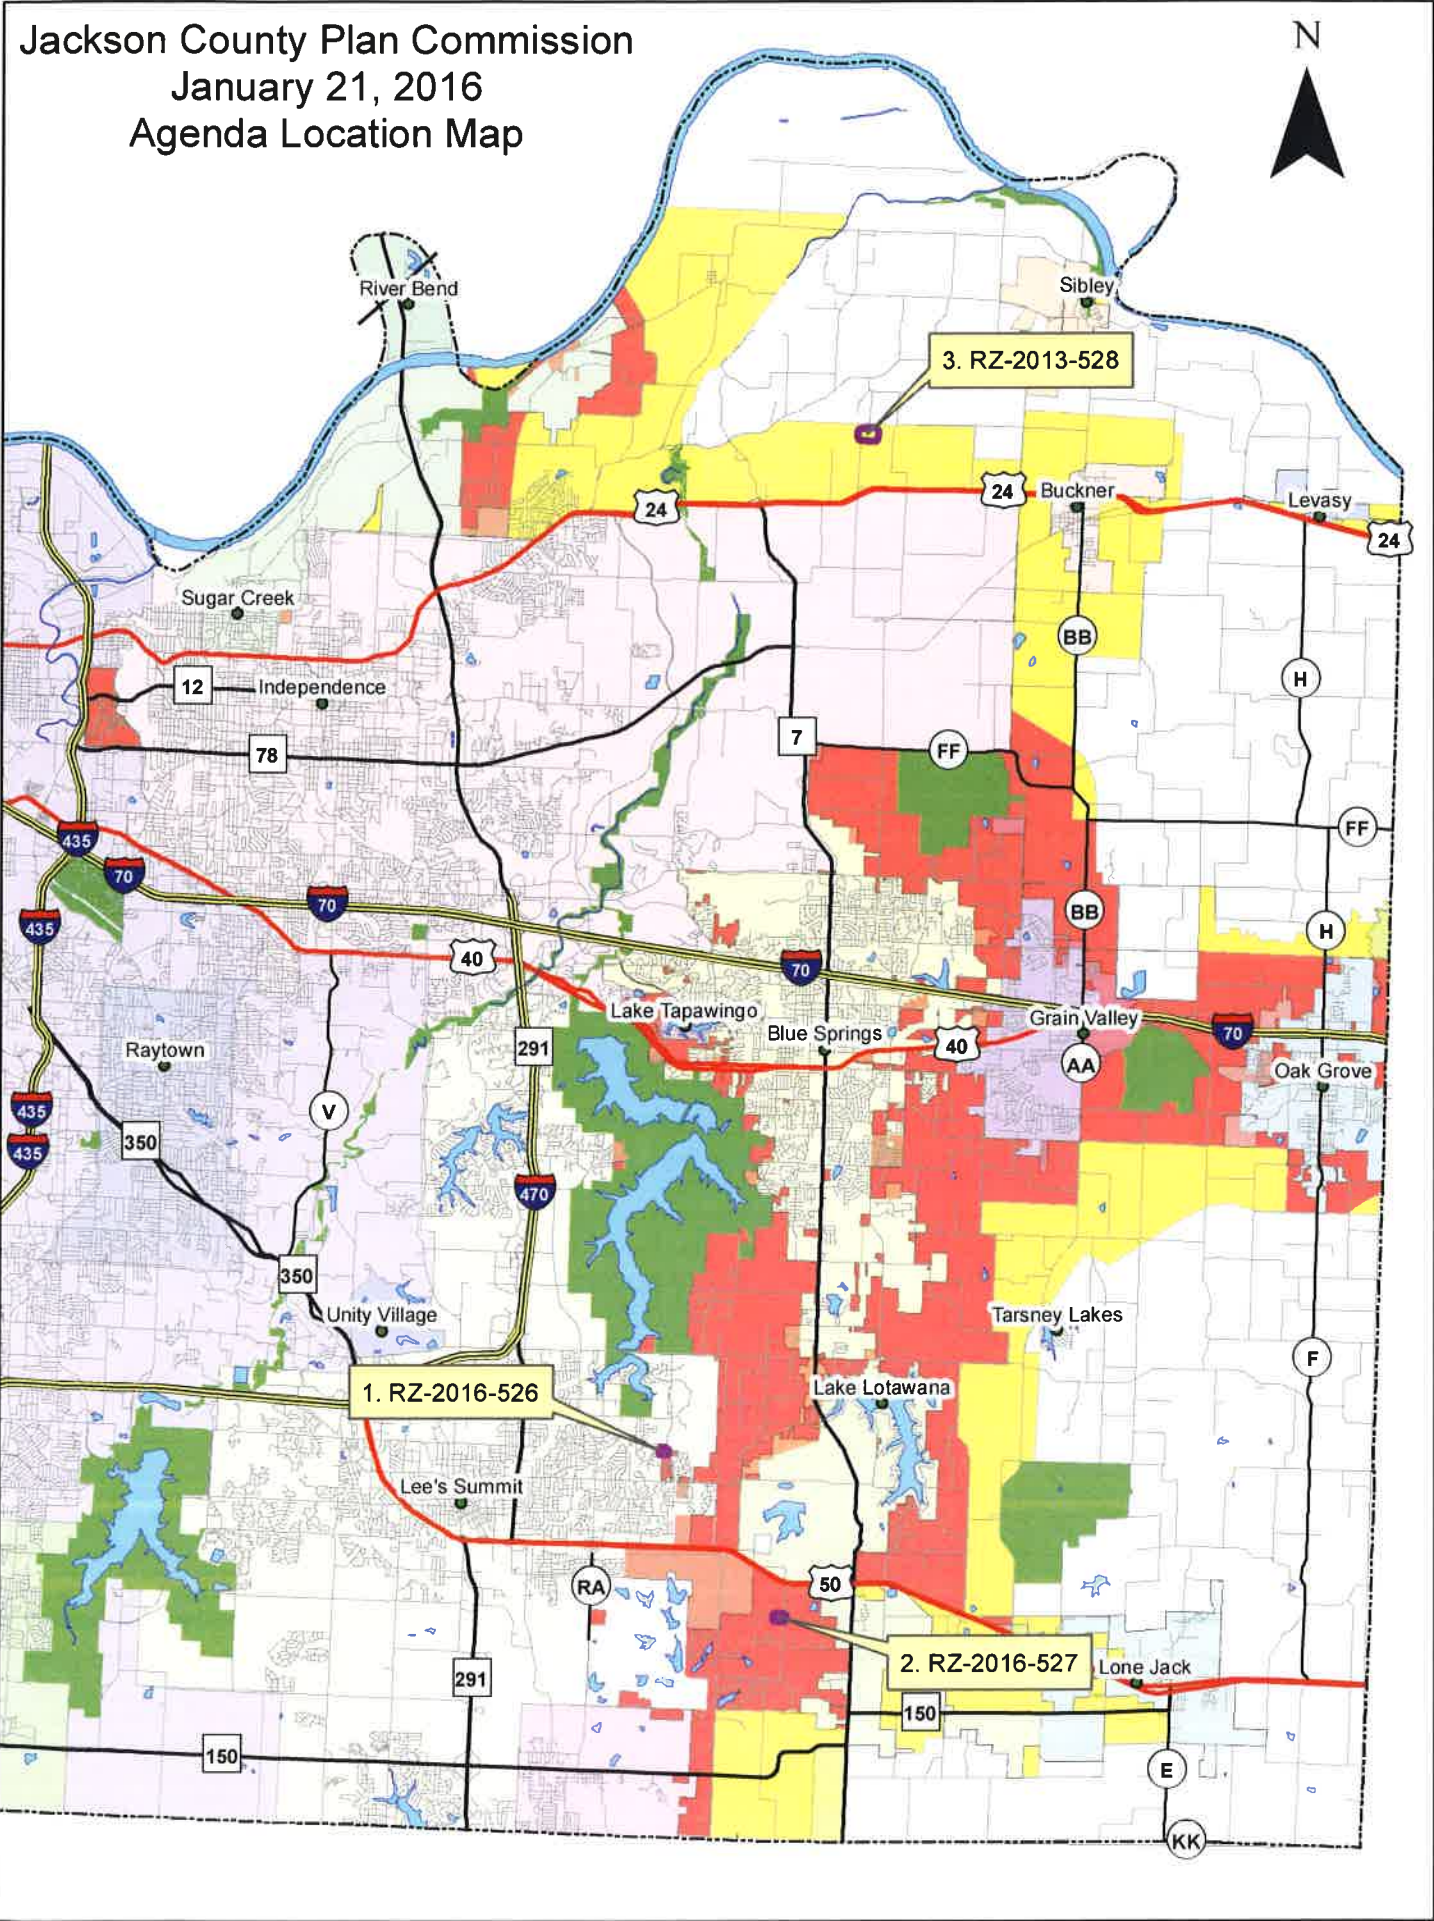 Jackson County Plan Commission
January 21, 2016
Agenda Location Map
N
River Bend
Sibley
3. RZ-2013-528
24
24
Buckner
Levasy
24
Sugar Creek
BB
12
Independence
H
78
7
FF
435
70
70
FF
435
BB
H
40
70
Lake Tapawingo
Blue Springs
Grain Valley
70
291
40
Raytown
AA
Oak Grove
435
V
350
435
470
350
Unity Village
Tarsney Lakes
F
1. RZ-2016-526
Lake Lotawana
Lee's Summit
RA
50
2. RZ-2016-527
Lone Jack
291
150
150
E
KK